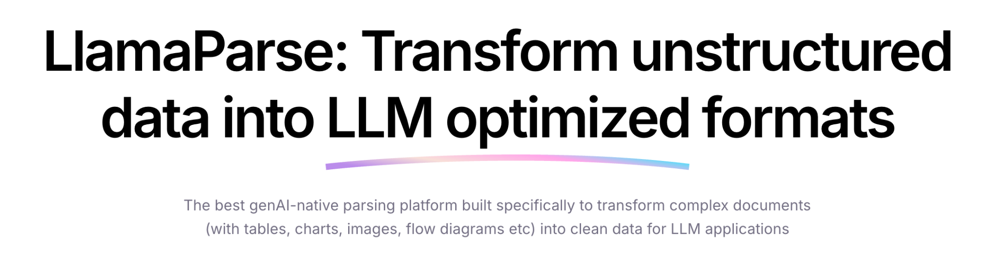 LlamaParse: Transform unstructured
data into LLM optimized formats
The best genAI-native parsing platform built specifically to transform complex documents
(with tables, charts, images, flow diagrams etc) into clean data for LLM applications